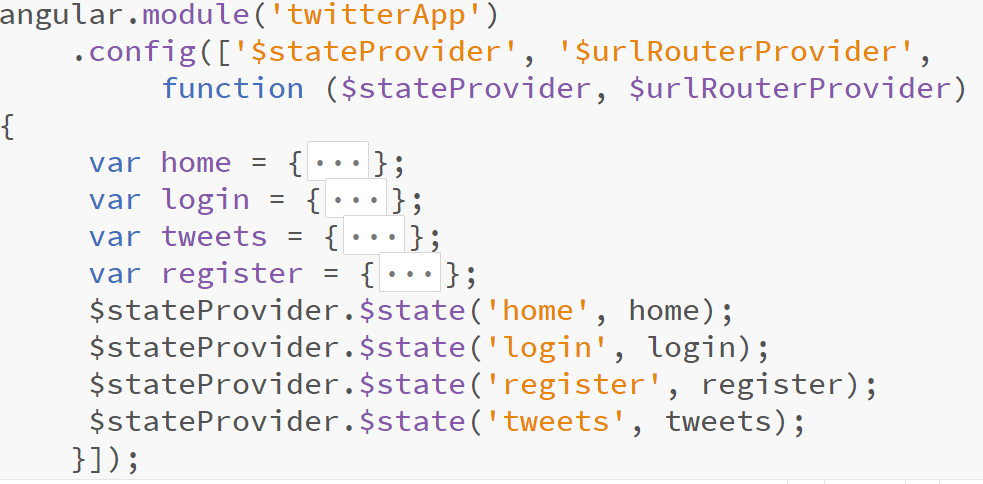 angular.module('twitterApp')
.config(['$stateProvider', '$urlRouterProvider',
function ($stateProvider, $urlRouterProvider)
{
var home = {...};
var login = {...};
var tweets = {...};
var register = {...};
$stateProvider.$state('home', home);
$stateProvider.$state('login', login);
$stateProvider.$state('register', register);
$stateProvider.$state('tweets', tweets);
}]);